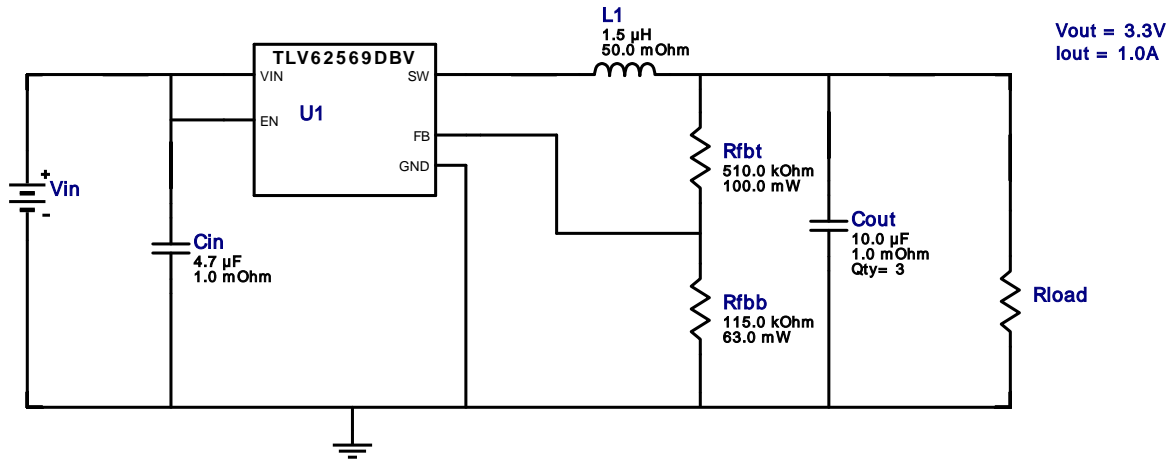 L1
1.5 µH
50.0 mOhm
Vout = 3.3V
Iout = 1.0A
TLV62569DBV
VIN
SW
U1
EN
FB
GND
Rfbt
510.0 kOhm
100.0 mW
+
Vin
-
Cin
4.7 µF
1.0 mOhm
Cout
10.0 µF
1.0 mOhm
Qty= 3
Rfbb
115.0 kOhm
63.0 mW
Rload